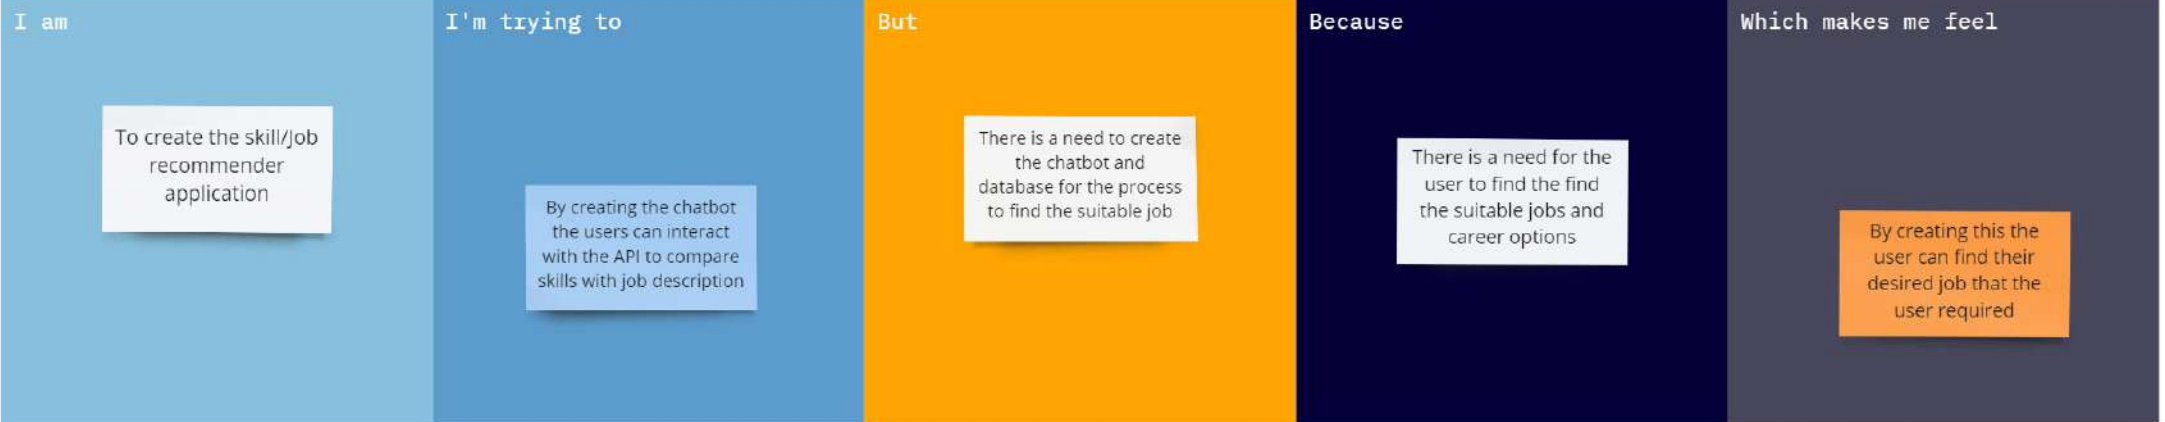 I am
To create the skill/Job
recommender
application
I'm trying to
By creating the chatbot
the users can interact
with the API to compare
skills with job description
But
There is a need to create
the chatbot and
database for the process
to find the suitable job
Because
There is a need for the
user to find the find
the suitable jobs and
career options
Which makes me feel
By creating this the
user can find their
desired job that the
user required